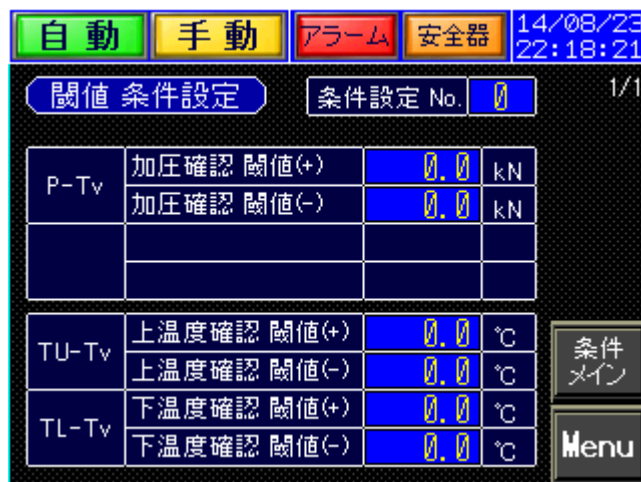 自動 手動 アラーム 安全器 14/08/23
22:18:21
閾値 条件設定 条件設定 No. 0 1/1
P-Tv 加圧確認 閾値(+) 0.0 kN
加圧確認 閾値(-) 0.0 kN
TU-Tv 上温度確認 閾値(+) 0.0 ℃
上温度確認 閾値(-) 0.0 ℃
TL-Tv 下温度確認 閾値(+) 0.0 ℃
下温度確認 閾値(-) 0.0 ℃
条件
メイン
Menu